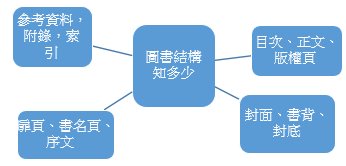 參考資料，
附錄，索
引
圖書結構
知多少
目次、正文、
版權頁
扉頁、書名頁、
序文
封面、書背、
封底